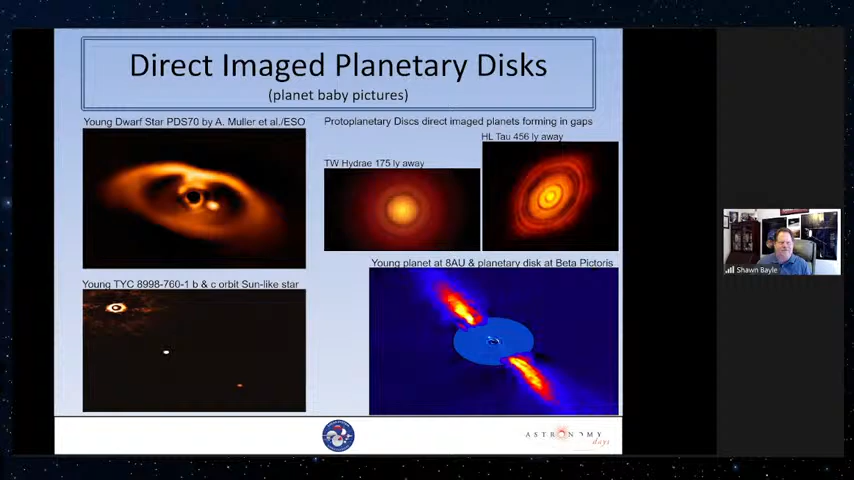 Direct Imaged Planetary Disks
(planet baby pictures)
Young Dwarf Star PDS70 by A. Muller et al./ESO
Protoplanetary Discs direct imaged planets forming in gaps
HL Tau 456 ly away
TW Hydrae 175 ly away
Young planet at 8AU & planetary disk at Beta Pictoris
Young TYC 8998-760-1 b & c orbit Sun-like star
Shawn Bayle
ASTRONOMY
days